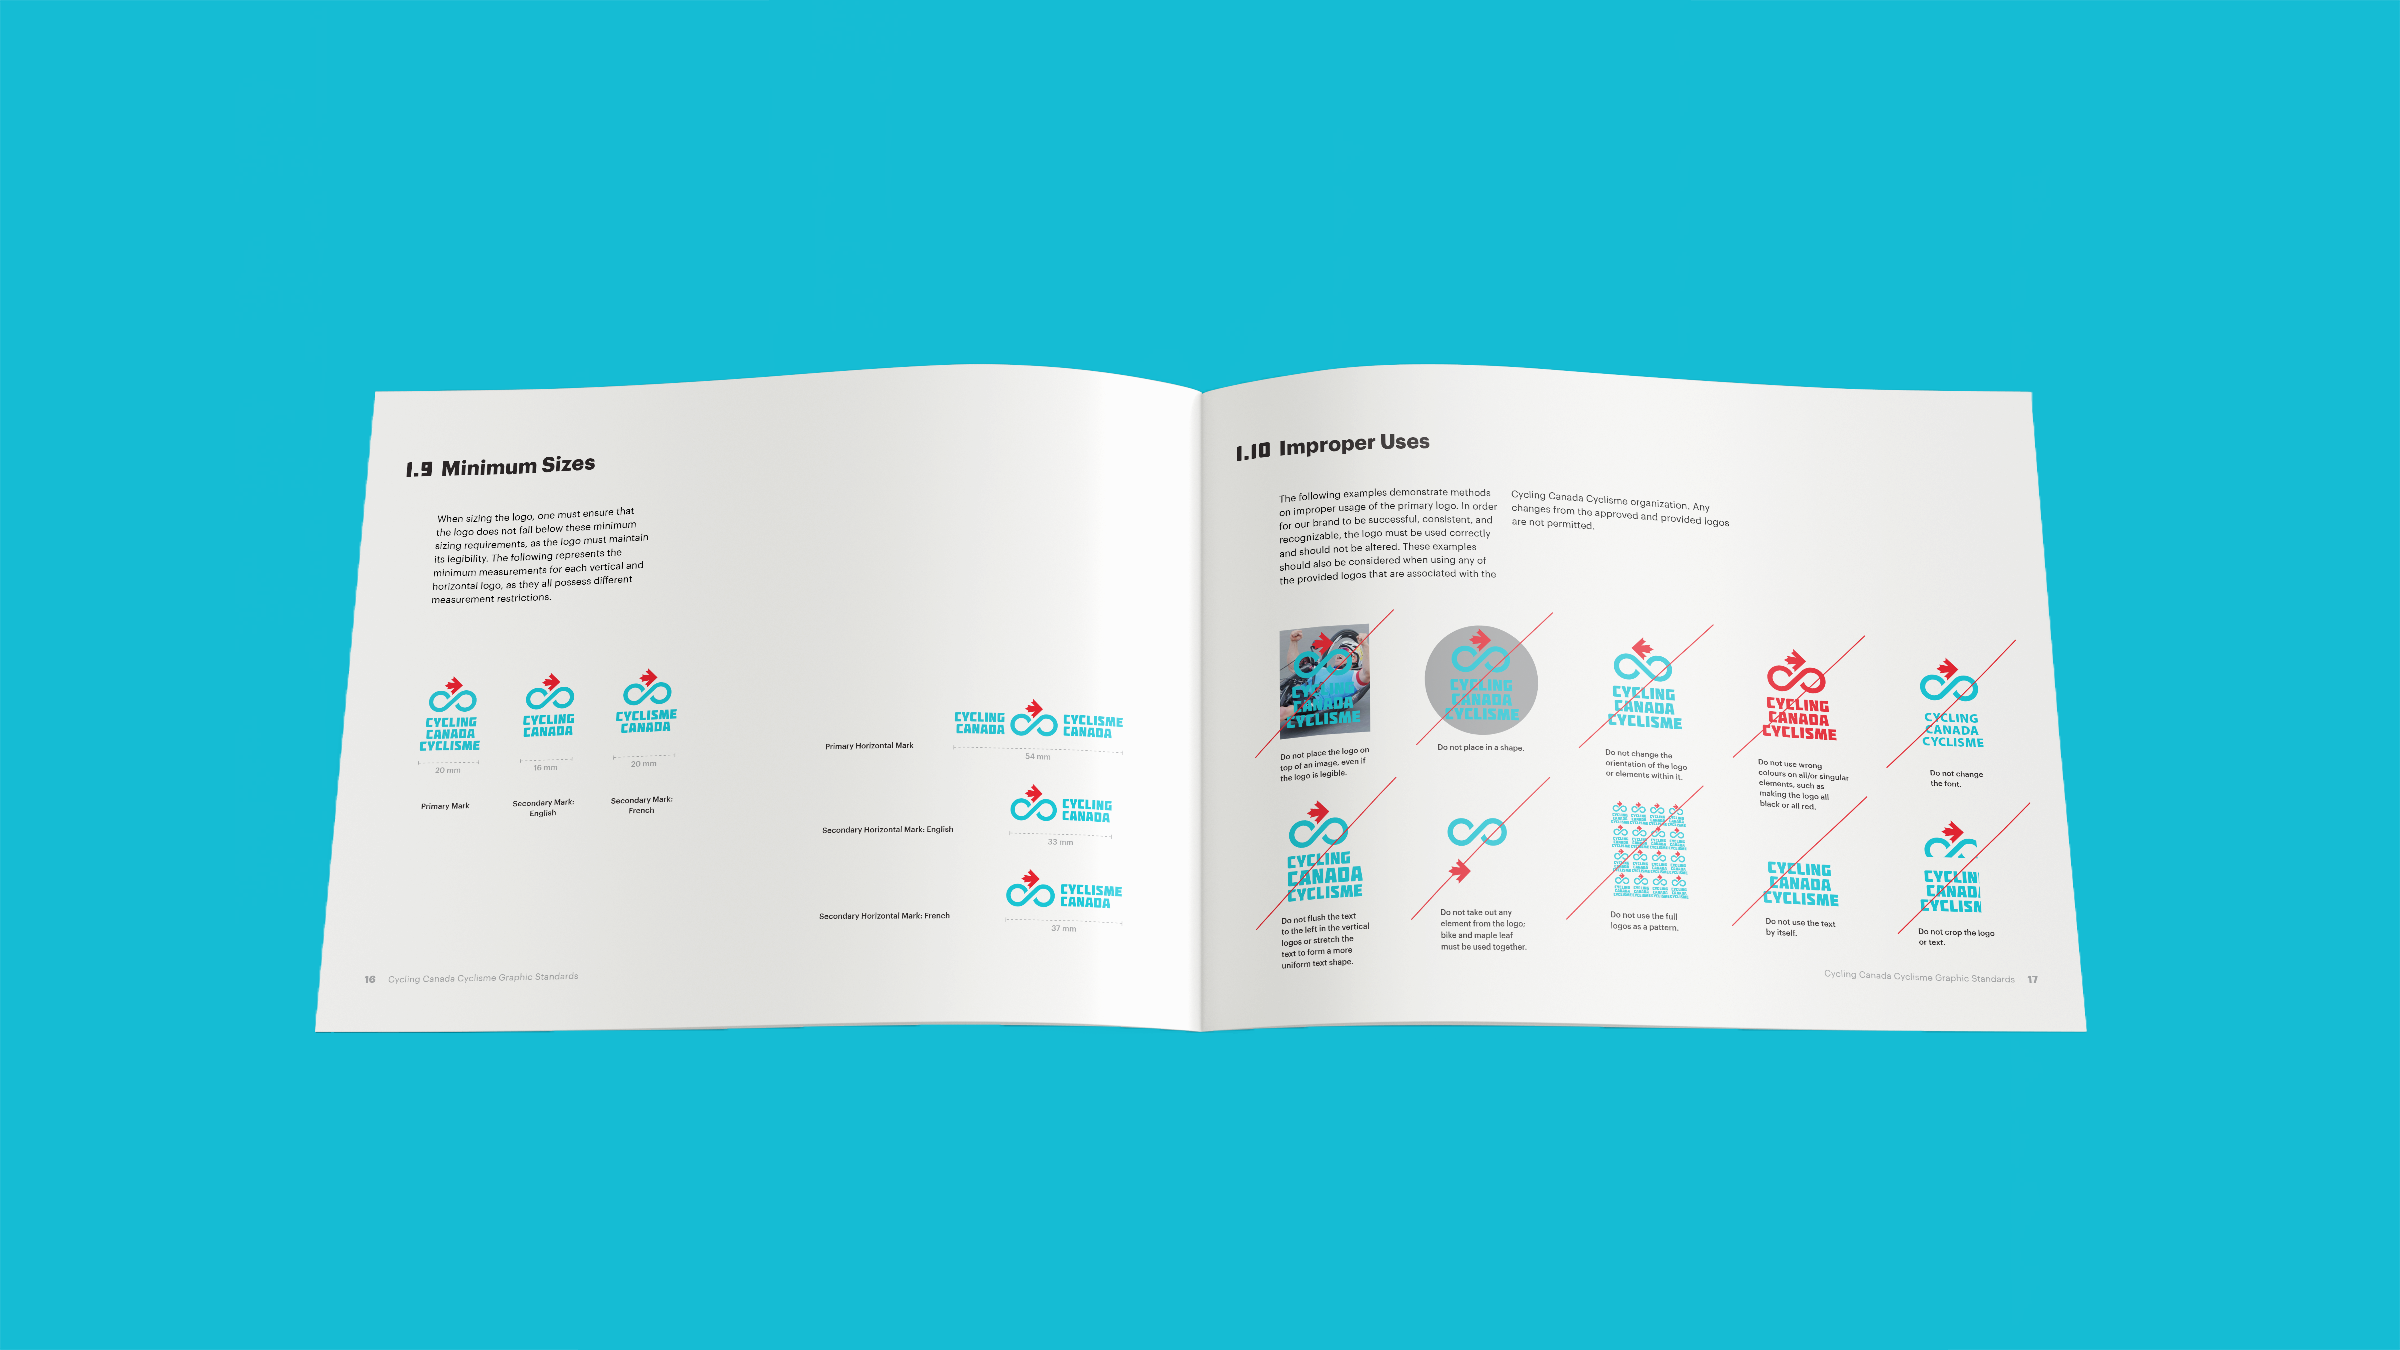 1.9 Minimum Sizes
When sizing the logo, one must ensure that
the logo does not fall below these minimum
sizing requirements, as the logo must maintain
its legibility. The following represents the
minimum measurements for each vertical and
horizontal logo, as they all possess different
measurement restrictions.
CYCLING
CANADA
CYCLISME
20 mm
Primary Mark
CYCLING
CANADA
16 mm
Secondary Mark:
English
CYCLISME
CANADA
20 mm
Secondary Mark:
French
Primary Horizontal Mark
CYCLING
CANADA
CYCLISME
CANADA
54 mm
Secondary Horizontal Mark: English
CYCLING
CANADA
33 mm
Secondary Horizontal Mark: French
CYCLISME
CANADA
37 mm
16 Cycling Canada Cyclisme Graphic Standards
1.10 Improper Uses
The following examples demonstrate methods
on improper usage of the primary logo. In order
for our brand to be successful, consistent, and
recognizable, the logo must be used correctly
and should not be altered. These examples
should also be considered when using any of
the provided logos that are associated with the
Cycling Canada Cyclisme organization. Any
changes from the approved and provided logos
are not permitted.
CYCLING
CANADA
CYCLISME
Do not place the logo on
top of an image, even if
the logo is legible.
CYCLING
CANADA
CYCLISME
Do not place in a shape.
CYCLING
CANADA
CYCLISME
Do not change the
orientation of the logo
or elements within it.
CYCLING
CANADA
CYCLISME
Do not use wrong
colours on all/or singular
elements, such as
making the logo all
black or all red.
CYCLING
CANADA
CYCLISME
Do not change
the font.
CYCLING
CANADA
CYCLISME
Do not flush the text
to the left in the vertical
logos or stretch the
text to form a more
uniform text shape.
Do not take out any
element from the logo;
bike and maple leaf
must be used together.
Do not use the full
logos as a pattern.
CYCLING
CANADA
CYCLISME
Do not use the text
by itself.
CYCLIN
CANAD
CYCLISM
Do not crop the logo
or text.
Cycling Canada Cyclisme Graphic Standards 17